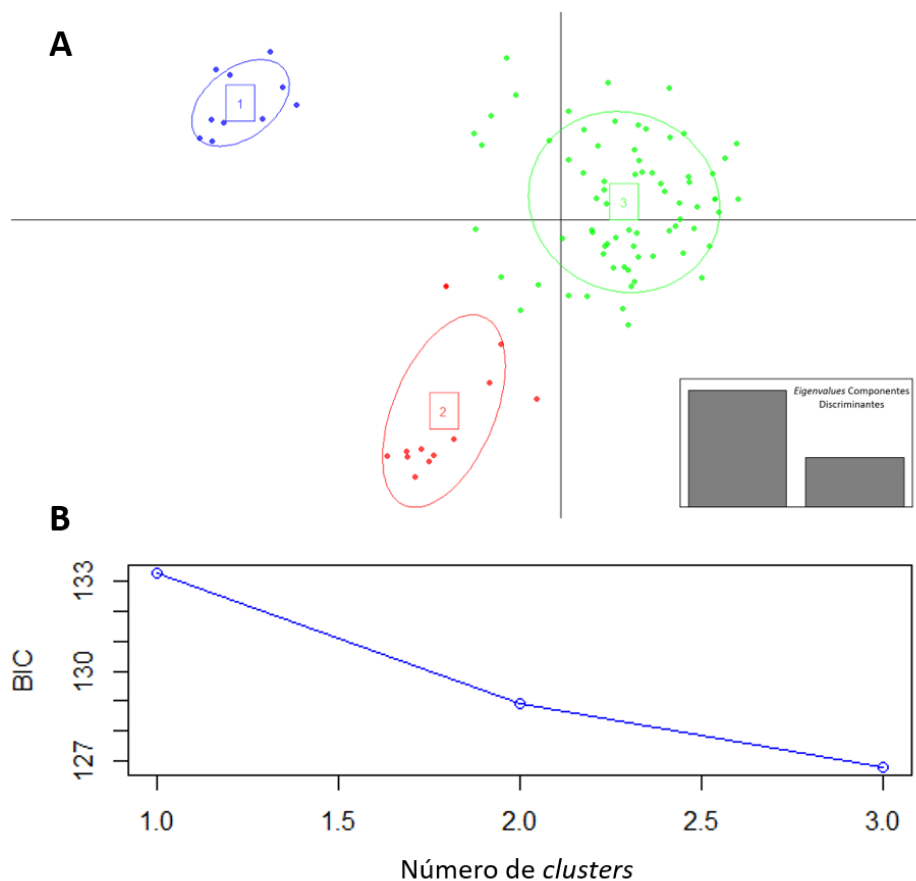 A
1
3
2
Eigenvalues Componentes
Discriminantes
B
133
130
127
BIC
1.0 1.5 2.0 2.5 3.0
Número de clusters